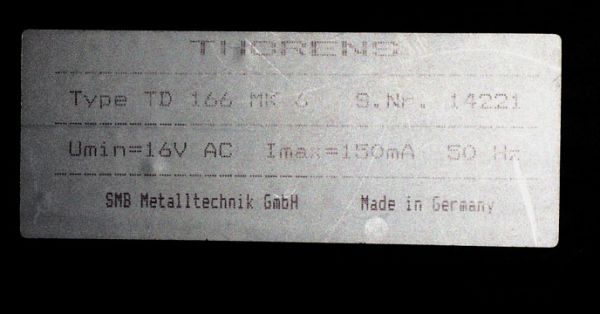 THORENS
Type TD 166 MK 6 S.Nr. 14221
Umin=16V AC Imax=150mA 50 Hz
SMB Metalltechnik GmbH Made in Germany